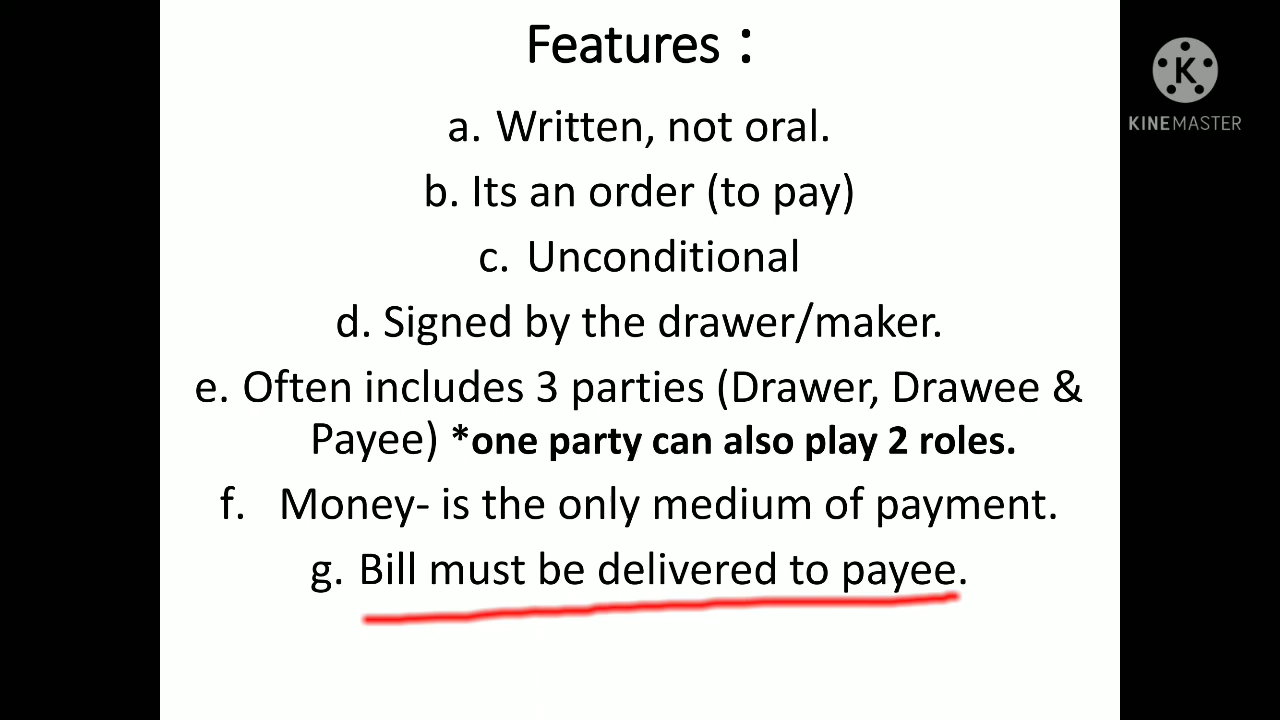 Features :
a. Written, not oral.
b. Its an order (to pay)
c. Unconditional
d. Signed by the drawer/maker.
e. Often includes 3 parties (Drawer, Drawee &
Payee) *one party can also play 2 roles.
f. Money- is the only medium of payment.
g. Bill must be delivered to payee.
K
KINEMASTER